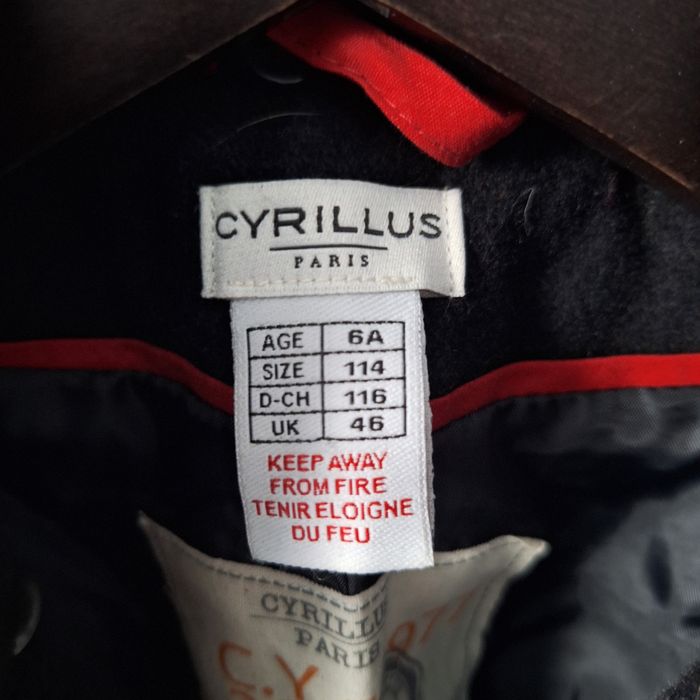 CYRILLUS
PARIS
AGE 6A
SIZE 114
D-CH 116
UK 46
KEEP AWAY
FROM FIRE
TENIR ELOIGNE
DU FEU
CYRILLUS
PARIS
C.Y 077